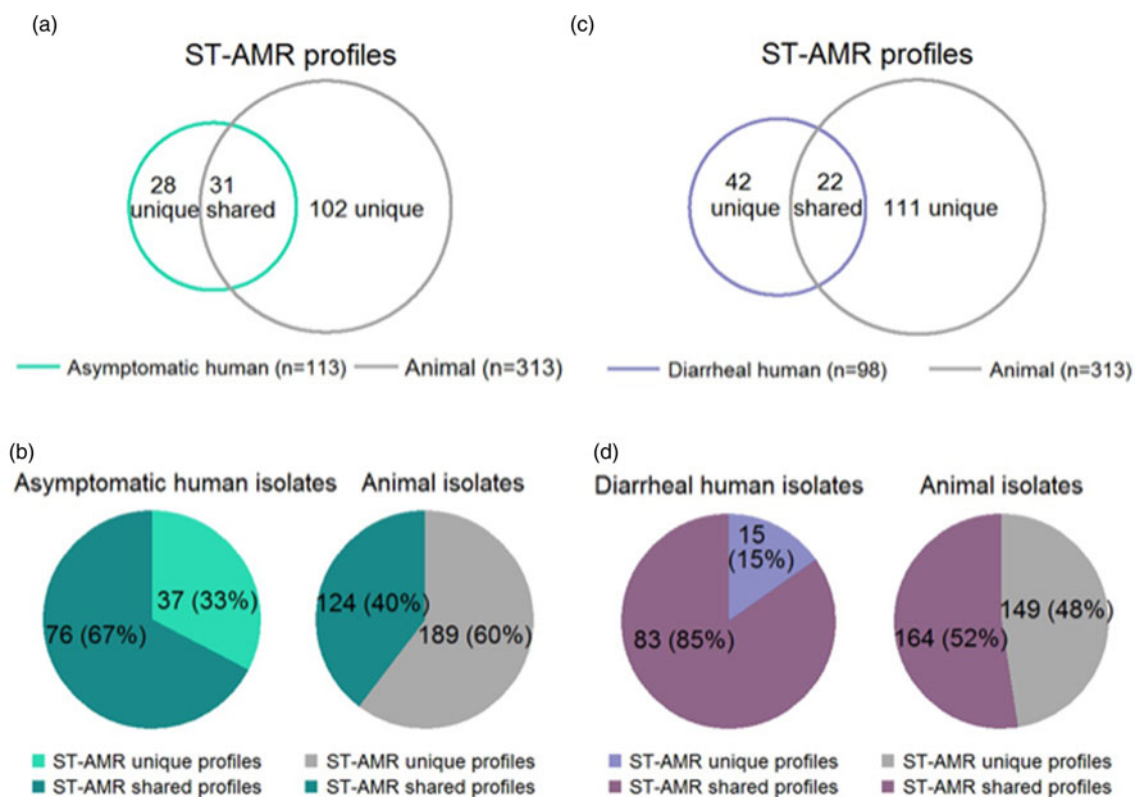 (a)
ST-AMR profiles
28
unique
31
shared
102 unique
Asymptomatic human (n=113)
Animal (n=313)
(c)
ST-AMR profiles
42
unique
22
shared
111 unique
Diarrheal human (n=98)
Animal (n=313)
(b)
Asymptomatic human isolates
37 (33%)
76 (67%)
ST-AMR unique profiles
ST-AMR shared profiles
Animal isolates
124 (40%)
189 (60%)
ST-AMR unique profiles
ST-AMR shared profiles
(d)
Diarrheal human isolates
15
(15%)
83 (85%)
ST-AMR unique profiles
ST-AMR shared profiles
Animal isolates
149 (48%)
164 (52%)
ST-AMR unique profiles
ST-AMR shared profiles